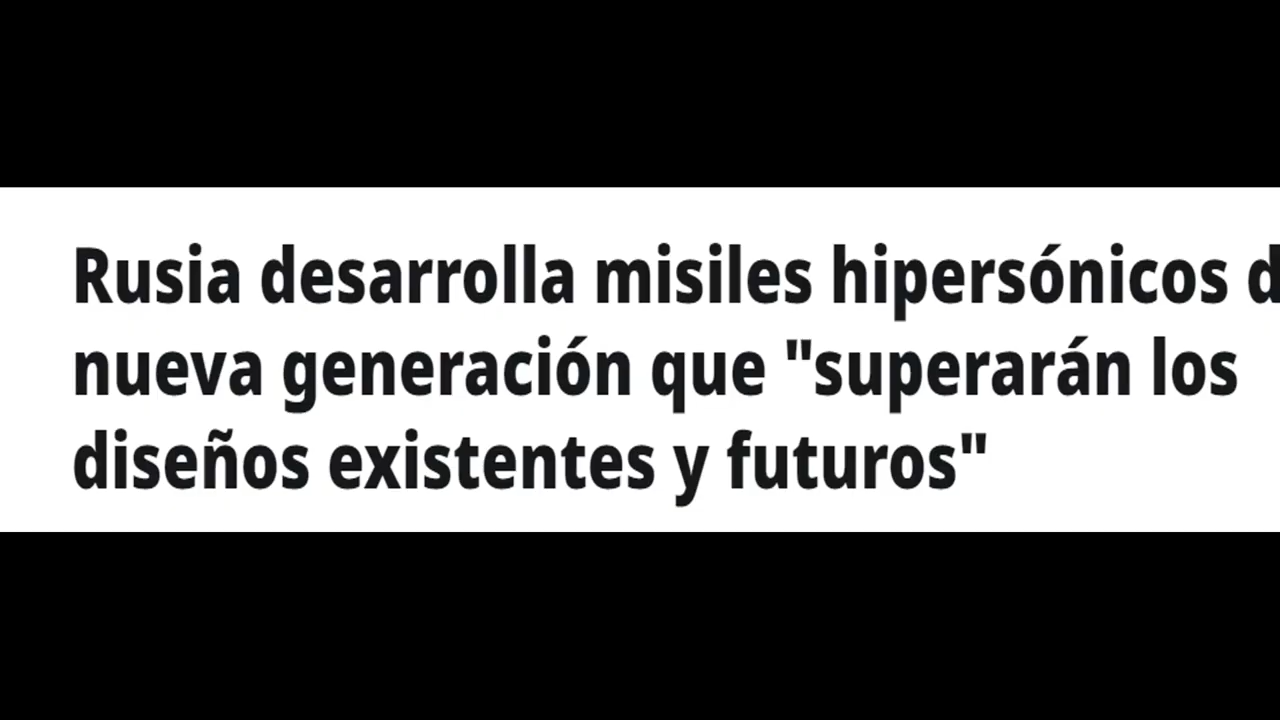 Rusia desarrolla misiles hipersónicos d
nueva generación que "superarán los
diseños existentes y futuros"